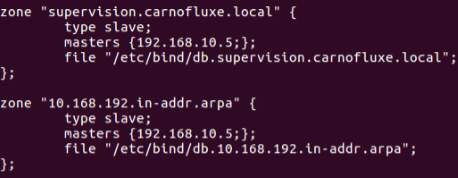 zone "supervision.carnofluxe.local" {
        type slave;
        masters {192.168.10.5;};
        file "/etc/bind/db.supervision.carnofluxe.local";
};

zone "10.168.192.in-addr.arpa" {
        type slave;
        masters {192.168.10.5;};
        file "/etc/bind/db.10.168.192.in-addr.arpa";
};